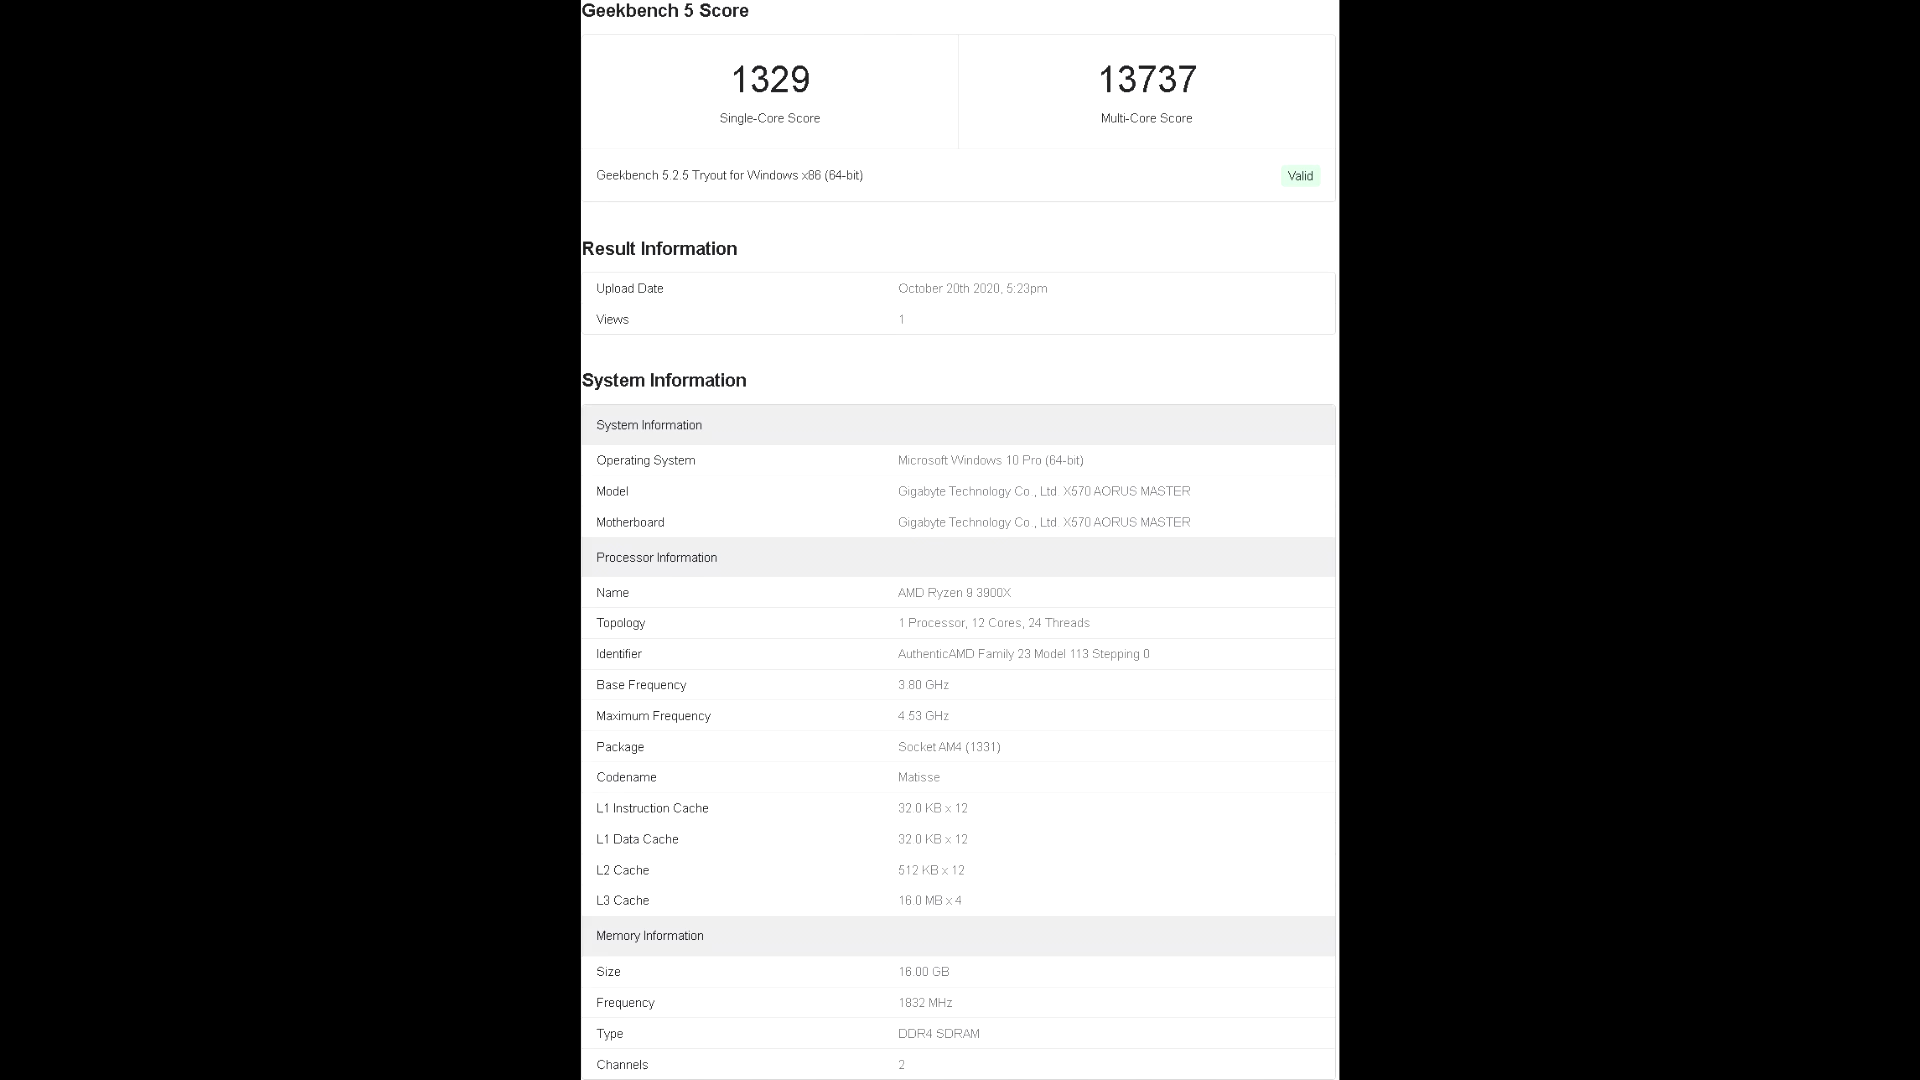 Geekbench 5 Score
1329
Single-Core Score
13737
Multi-Core Score
Geekbench 5.2.5 Tryout for Windows x86 (64-bit)
Valid
Result Information
Upload Date October 20th 2020, 5:23pm
Views 1
System Information
System Information
Operating System Microsoft Windows 10 Pro (64-bit)
Model Gigabyte Technology Co., Ltd. X570 AORUS MASTER
Motherboard Gigabyte Technology Co., Ltd. X570 AORUS MASTER
Processor Information
Name AMD Ryzen 9 3900X
Topology 1 Processor, 12 Cores, 24 Threads
Identifier AuthenticAMD Family 23 Model 113 Stepping 0
Base Frequency 3.80 GHz
Maximum Frequency 4.53 GHz
Package Socket AM4 (1331)
Codename Matisse
L1 Instruction Cache 32.0 KB x 12
L1 Data Cache 32.0 KB x 12
L2 Cache 512 KB x 12
L3 Cache 16.0 MB x 4
Memory Information
Size 16.00 GB
Frequency 1832 MHz
Type DDR4 SDRAM
Channels 2